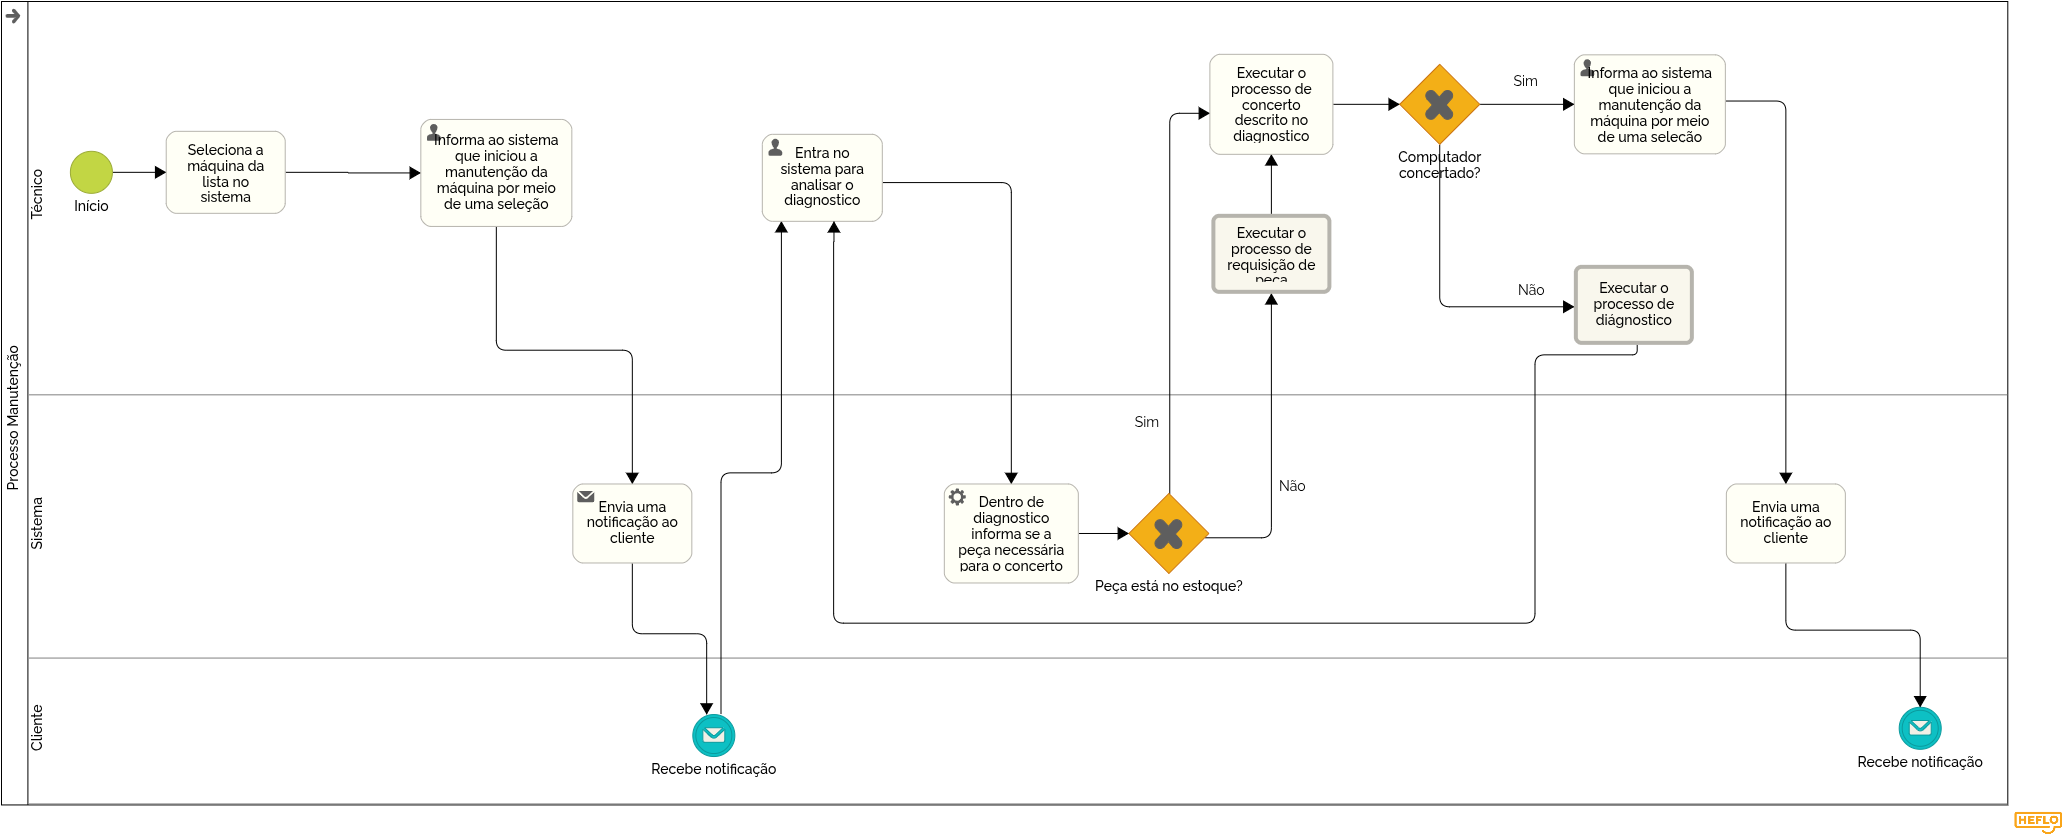 Processo Manutenção
Técnico
Início
Seleciona a
máquina da
lista no
sistema
Informa ao sistema
que iniciou a
manutenção da
máquina por meio
de uma seleção
Entra no
sistema para
analisar o
diagnostico
Executar o
processo de
concerto
descrito no
diagnostico
Computador
concertado?
Sim
Informa ao sistema
que iniciou a
manutenção da
máquina por meio
de uma selecão
Executar o
processo de
requisição de
peca
Não
Executar o
processo de
diágnostico
Sistema
Envia uma
notificação ao
cliente
Dentro de
diagnostico
informa se a
peça necessária
para o concerto
Sim
Não
Peça está no estoque?
Envia uma
notificação ao
cliente
Cliente
Recebe notificação
Recebe notificação
HEFLO